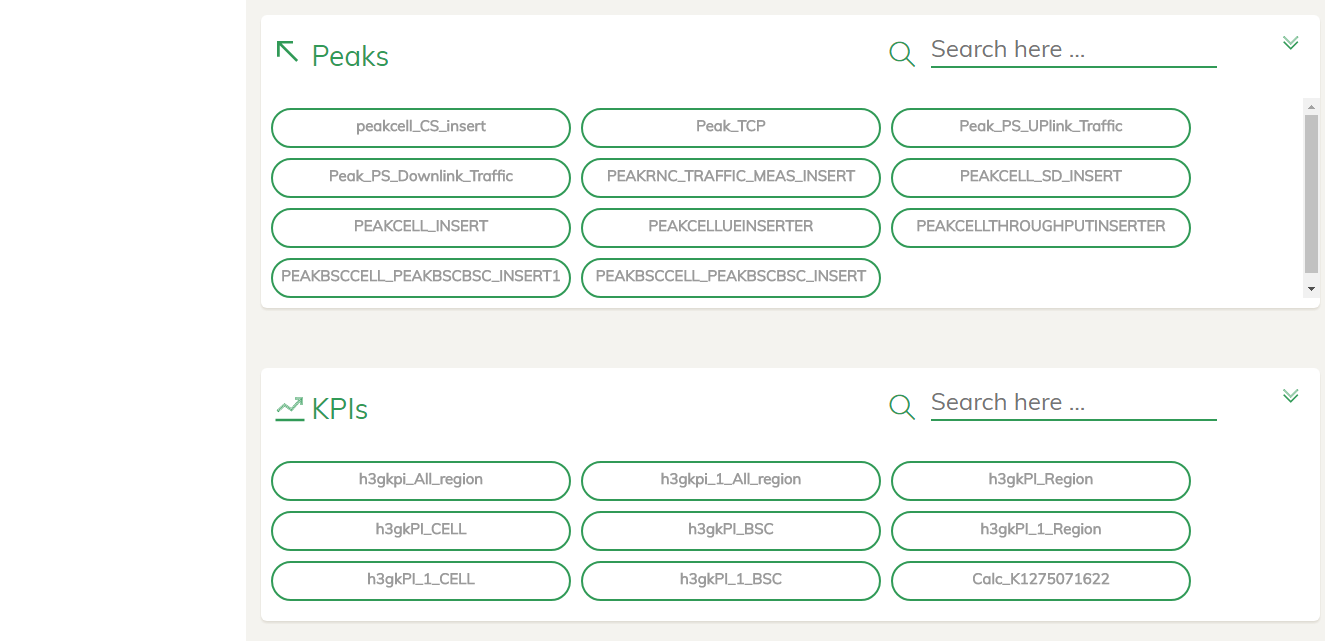 Peaks
Search here ...
peakcell_CS_insert Peak_TCP Peak_PS_UPlink_Traffic
Peak_PS_Downlink_Traffic PEAKRNC_TRAFFIC_MEAS_INSERT PEAKCELL_SD_INSERT
PEAKCELL_INSERT PEAKCELLUEINSERTER PEAKCELLTHROUGHPUTINSERTER
PEAKBSCCELL_PEAKBSCBSC_INSERT1 PEAKBSCCELL_PEAKBSCBSC_INSERT
KPIs
Search here ...
h3gkpi_All_region h3gkpi_1_All_region h3gkPI_Region
h3gkPI_CELL h3gkPI_BSC h3gkPI_1_Region
h3gkPI_1_CELL h3gkPI_1_BSC Calc_K1275071622